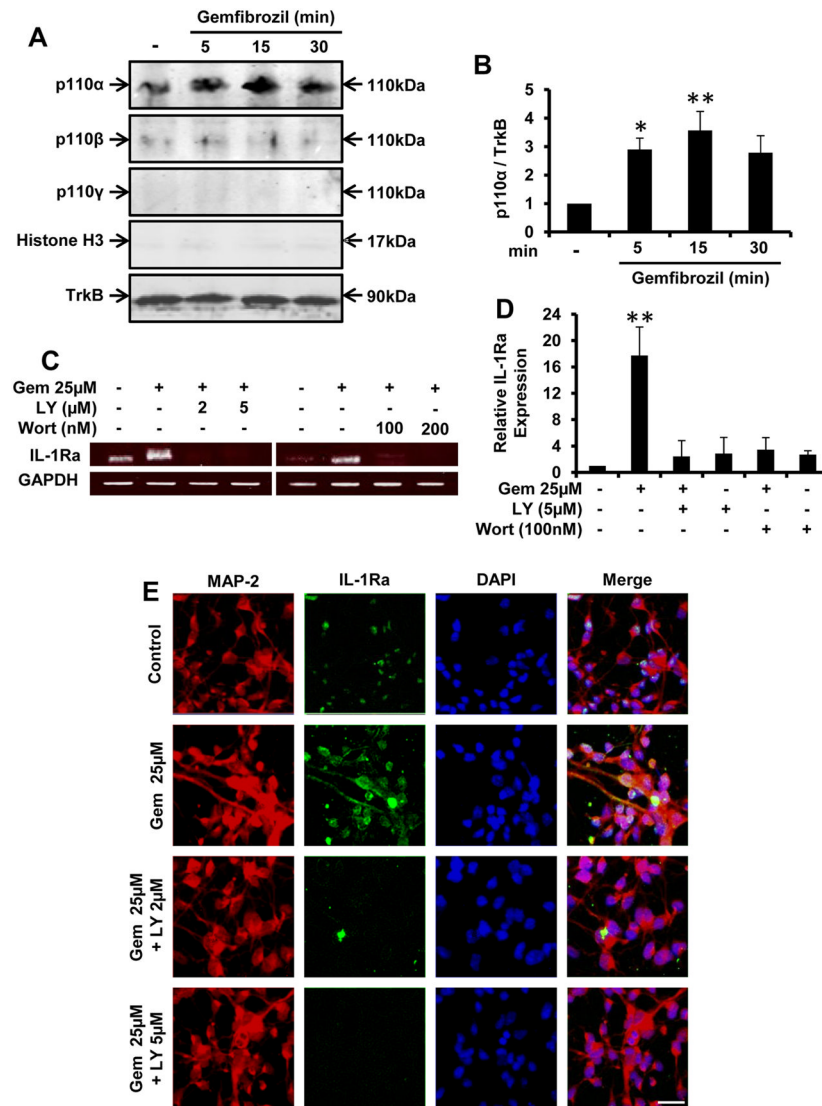 A
Gemfibrozil (min)
- 5 15 30
p110α 110kDa
p110β 110kDa
p110γ 110kDa
Histone H3 17kDa
TrkB 90kDa
B
p110α / TrkB
5
4
3
2
1
0
min - 5 15 30
Gemfibrozil (min)
* **
C
Gem 25µM - + + + - + + +
LY (µM) - - 2 5
Wort (nM) - - - - - - 100 200
IL-1Ra
GAPDH
D
Relative IL-1Ra
Expression
24
20
16
12
8
4
0
**
Gem 25µM - + + - + -
LY (5µM) - - + + - -
Wort (100nM) - - - - + +
E
MAP-2 IL-1Ra DAPI Merge
Control
Gem 25µM
Gem 25µM
+ LY 2µM
Gem 25µM
+ LY 5µM